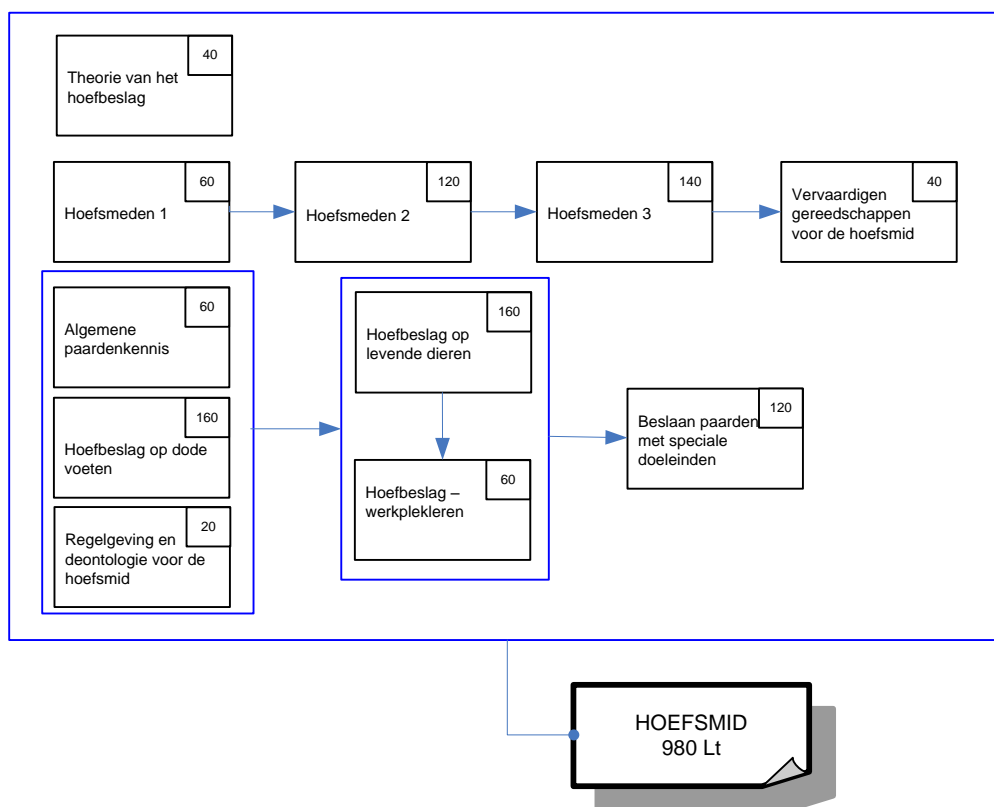 40
Theorie van het
hoefbeslag
60
Hoefsmeden 1
120
Hoefsmeden 2
140
Hoefsmeden 3
40
Vervaardigen
gereedschappen
voor de hoefsmid
60
Algemene
paardenkennis
160
Hoefbeslag op dode
voeten
20
Regelgeving en
deontologie voor de
hoefsmid
160
Hoefbeslag op
levende dieren
60
Hoefbeslag –
werkplekleren
120
Beslaan paarden
met speciale
doeleinden
HOEFSMID
980 Lt